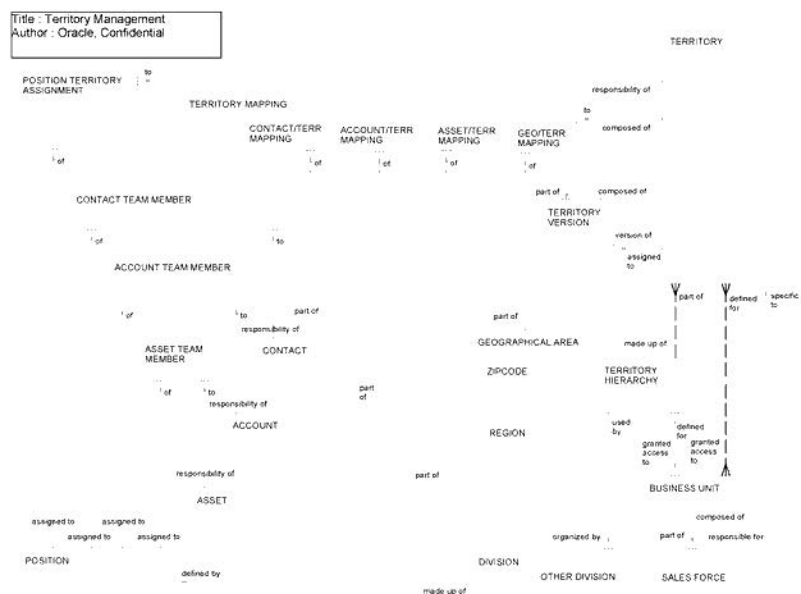 Title : Territory Management
Author : Oracle, Confidential
TERRITORY
to
POSITION TERRITORY
ASSIGNMENT
responsibility of
TERRITORY MAPPING
to
CONTACT/TERR
MAPPING
ACCOUNT/TERR
MAPPING
ASSET/TERR
MAPPING
GEO/TERR
MAPPING
composed of
of
of
of
of
of
part of
composed of
CONTACT TEAM MEMBER
TERRITORY
VERSION
of
to
version of
assigned
to
ACCOUNT TEAM MEMBER
part of
defined
for
specific
to
of
to
part of
part of
responsibility of
ASSET TEAM
MEMBER
CONTACT
GEOGRAPHICAL AREA
made up of
ZIPCODE
TERRITORY
HIERARCHY
of
to
part
of
responsibility of
ACCOUNT
REGION
used
by
defined
for
granted
access
to
granted
access
to
responsibility of
part of
ASSET
BUSINESS UNIT
assigned to
assigned to
composed of
assigned to
assigned to
organized by
part of
responsible for
POSITION
DIVISION
defined by
OTHER DIVISION
SALES FORCE
made up of